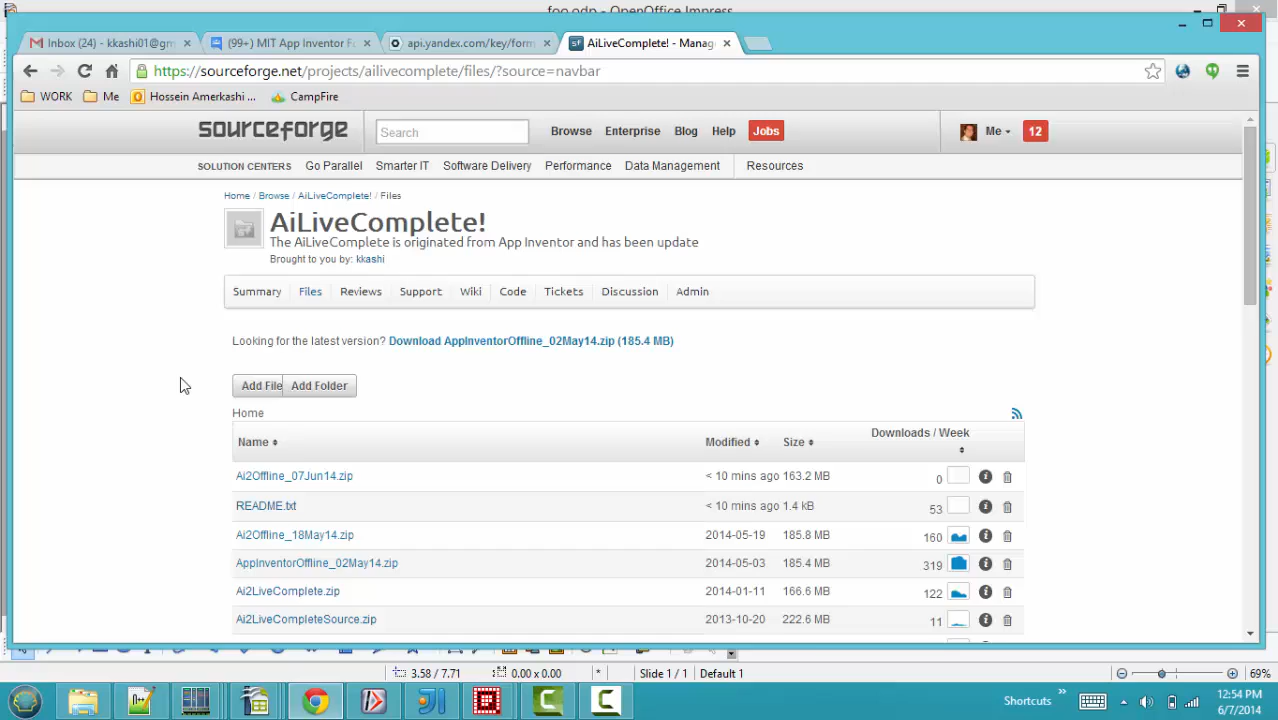 foo.odp - OpenOffice Impress
Inbox (24) - kkashi01@gm
(99+) MIT App Inventor Fo
api.yandex.com/key/form
AiLiveComplete! - Manag
https://sourceforge.net/projects/ailivecomplete/files/?source=navbar
WORK
Me
Hossein Amerkashi ...
CampFire
sourceforge
Search
Browse
Enterprise
Blog
Help
Jobs
Me
12
SOLUTION CENTERS
Go Parallel
Smarter IT
Software Delivery
Performance
Data Management
Resources
Home / Browse / AiLiveComplete! / Files
AiLiveComplete!
The AiLiveComplete is originated from App Inventor and has been update
Brought to you by: kkashi
Summary
Files
Reviews
Support
Wiki
Code
Tickets
Discussion
Admin
Looking for the latest version? Download AppInventorOffline_02May14.zip (185.4 MB)
Add File
Add Folder
Home
Name
Modified
Size
Downloads / Week
Ai2Offline_07Jun14.zip < 10 mins ago 163.2 MB 0
README.txt < 10 mins ago 1.4 kB 53
Ai2Offline_18May14.zip 2014-05-19 185.8 MB 160
AppInventorOffline_02May14.zip 2014-05-03 185.4 MB 319
Ai2LiveComplete.zip 2014-01-11 166.6 MB 122
Ai2LiveCompleteSource.zip 2013-10-20 222.6 MB 11
3.58 / 7.71
0.00 x 0.00
*
Slide 1 / 1
Default 1
69%
Shortcuts
12:54 PM
6/7/2014